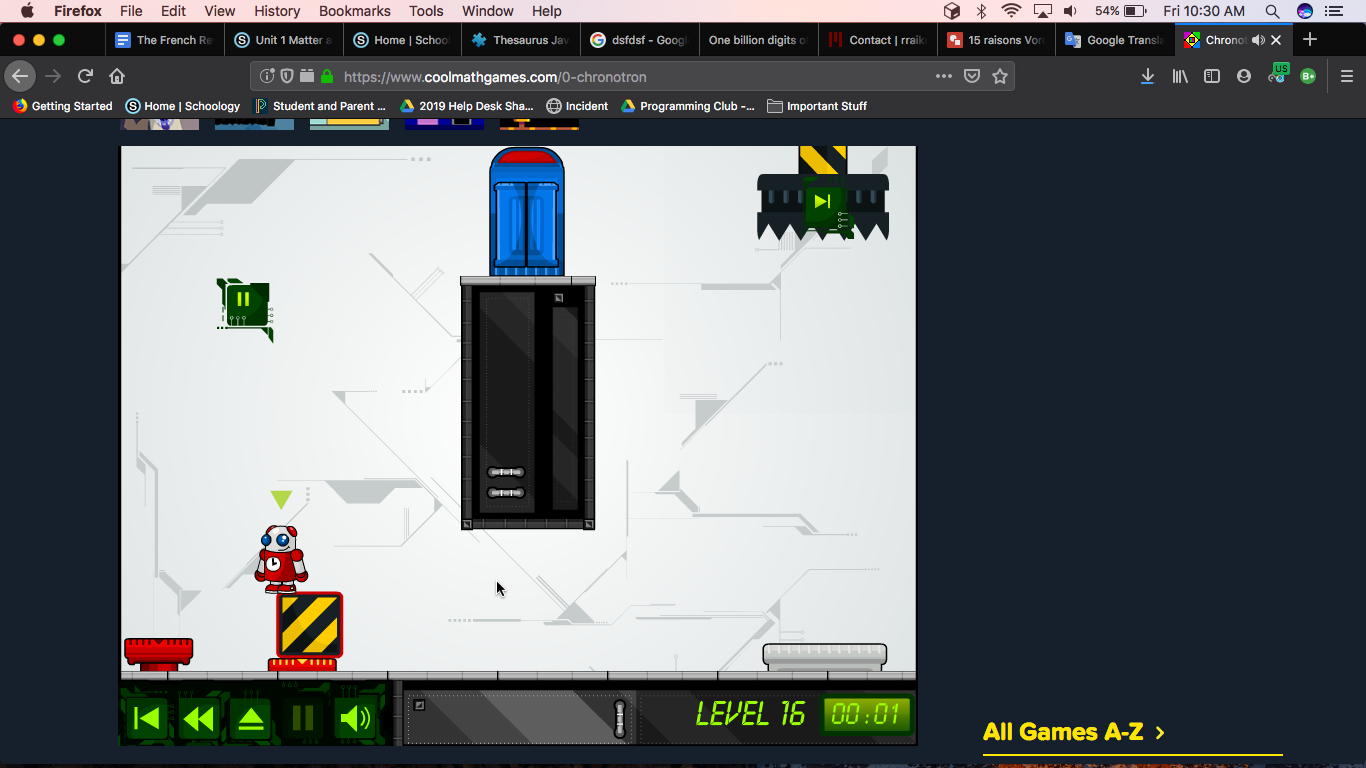 Firefox File Edit View History Bookmarks Tools Window Help 54% Fri 10:30 AM
The French Re Unit 1 Matter a Home | School Thesaurus Jav dsfdsf - Googl One billion digits o Contact | rraik 15 raisons Vor Google Transla Chronot
https://www.coolmathgames.com/0-chronotron US B+
Getting Started Home | Schoology Student and Parent ... 2019 Help Desk Sha... Incident Programming Club -... Important Stuff
LEVEL 16 00:01
All Games A-Z >